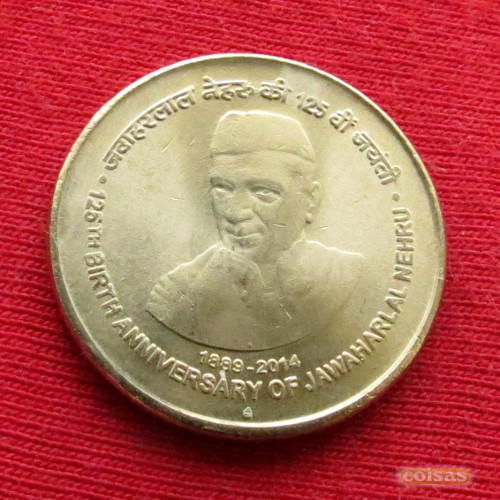 जवाहरलाल नेहरू की 125 वीं जयंती
1889-2014
125TH BIRTH ANNIVERSARY OF JAWAHARLAL NEHRU
coisas